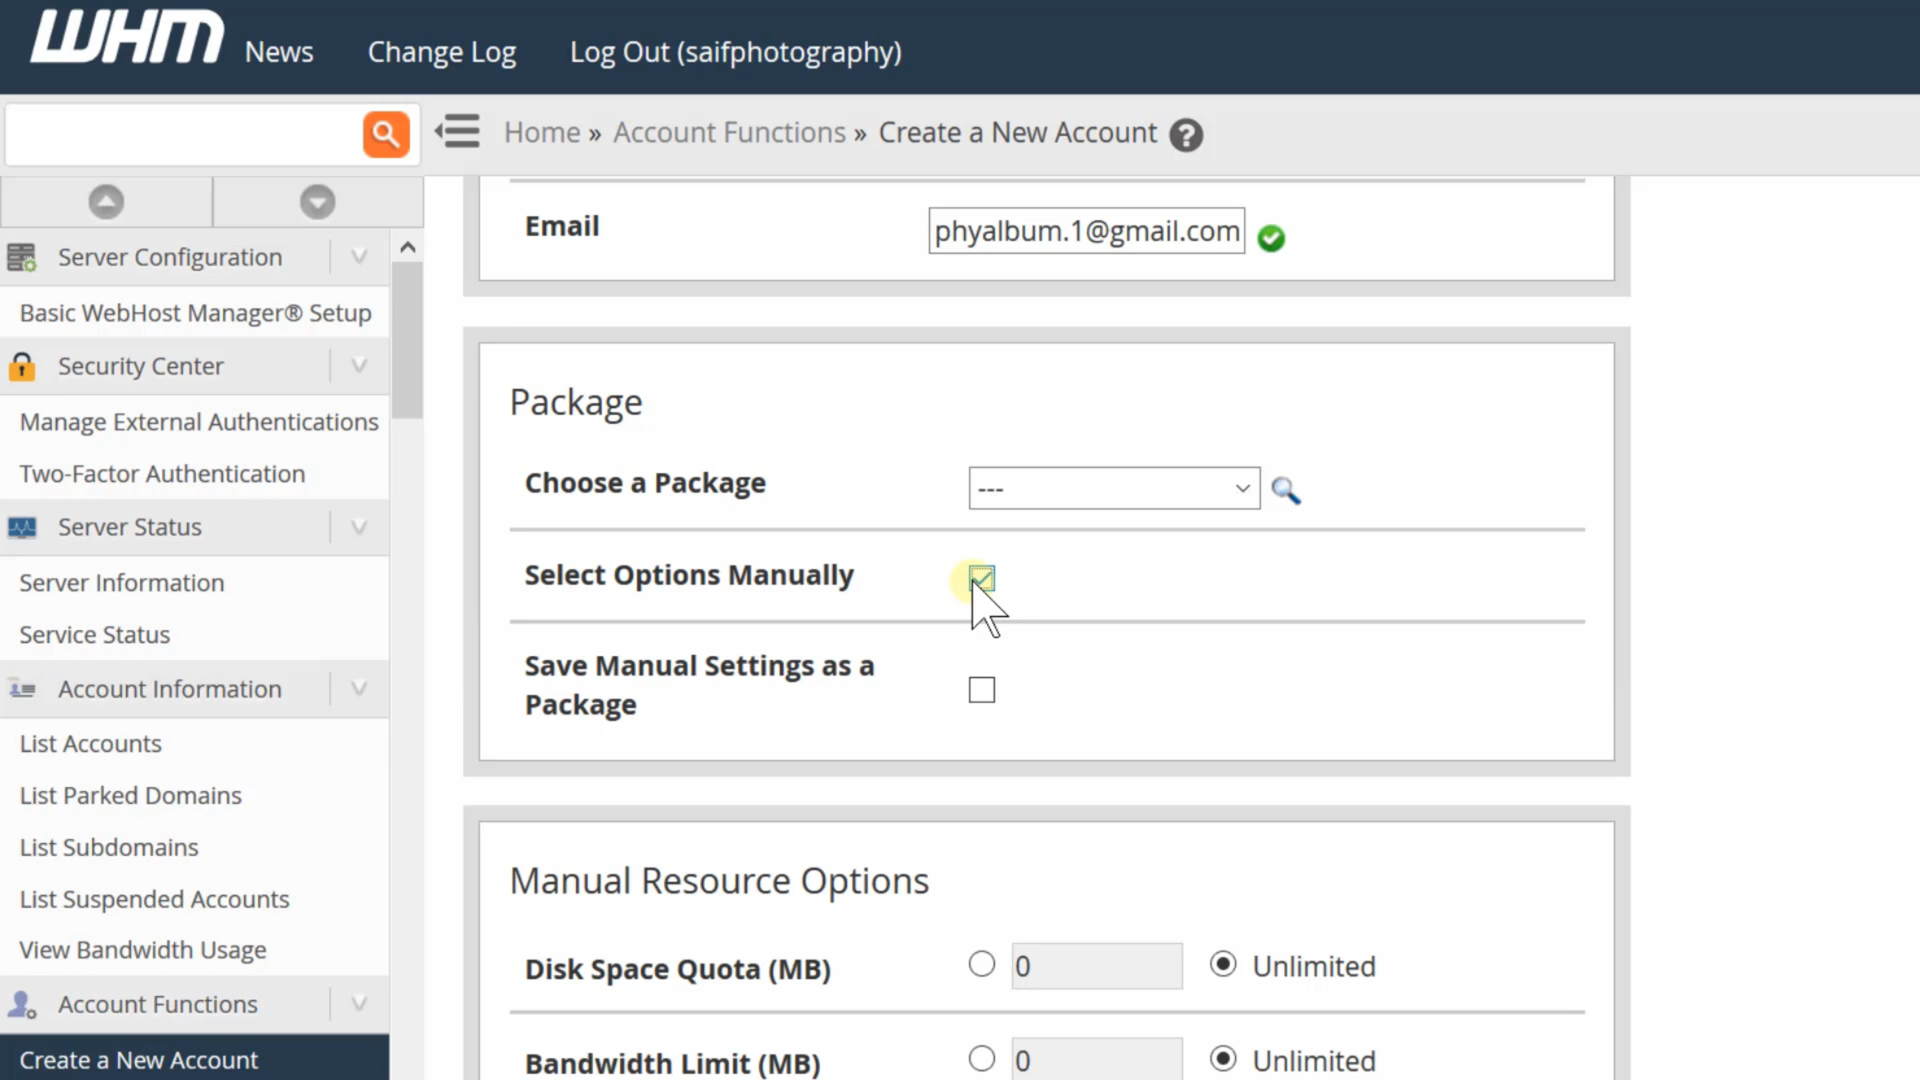 WHM News Change Log Log Out (saifphotography)
Home » Account Functions » Create a New Account ?
Server Configuration
Basic WebHost Manager® Setup
Security Center
Manage External Authentications
Two-Factor Authentication
Server Status
Server Information
Service Status
Account Information
List Accounts
List Parked Domains
List Subdomains
List Suspended Accounts
View Bandwidth Usage
Account Functions
Create a New Account
Email phyalbum.1@gmail.com
Package
Choose a Package ---
Select Options Manually
Save Manual Settings as a
Package
Manual Resource Options
Disk Space Quota (MB) 0 Unlimited
Bandwidth Limit (MB) 0 Unlimited